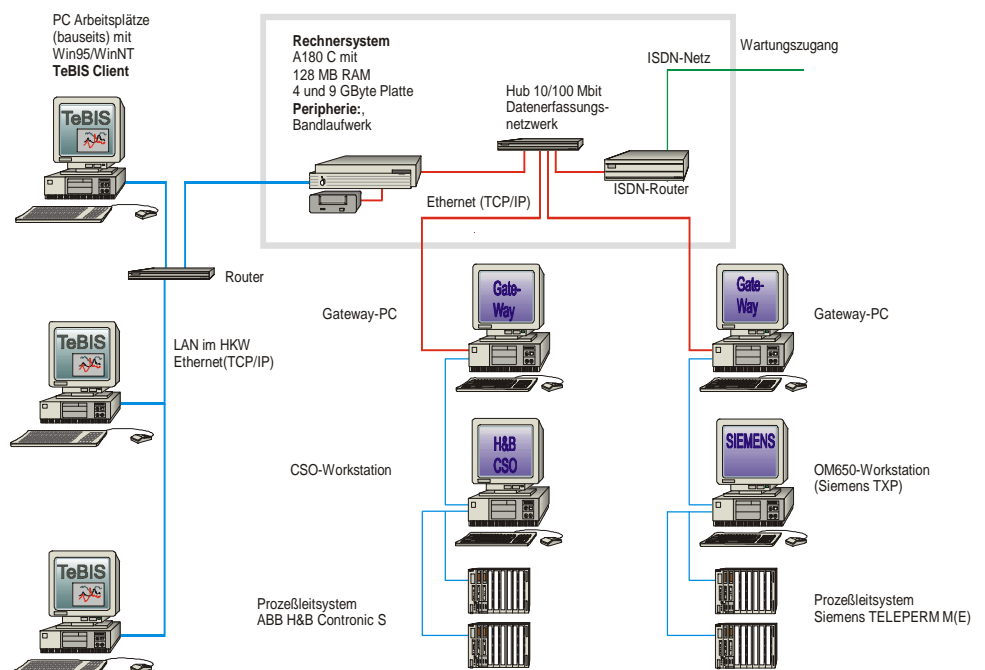 PC Arbeitsplätze
(bauseits) mit
Win95/WinNT
TeBIS Client
TeBIS
Rechnersystem
A180 C mit
128 MB RAM
4 und 9 GByte Platte
Peripherie:,
Bandlaufwerk
Hub 10/100 Mbit
Datenerfassungs-
netzwerk
ISDN-Netz
Wartungszugang
ISDN-Router
Ethernet (TCP/IP)
Router
LAN im HKW
Ethernet(TCP/IP)
TeBIS
TeBIS
Gateway-PC
Gate-
Way
Gate-
Way
Gateway-PC
CSO-Workstation
H&B
CSO
SIEMENS
OM650-Workstation
(Siemens TXP)
Prozeßleitsystem
ABB H&B Contronic S
Prozeßleitsystem
Siemens TELEPERM M(E)